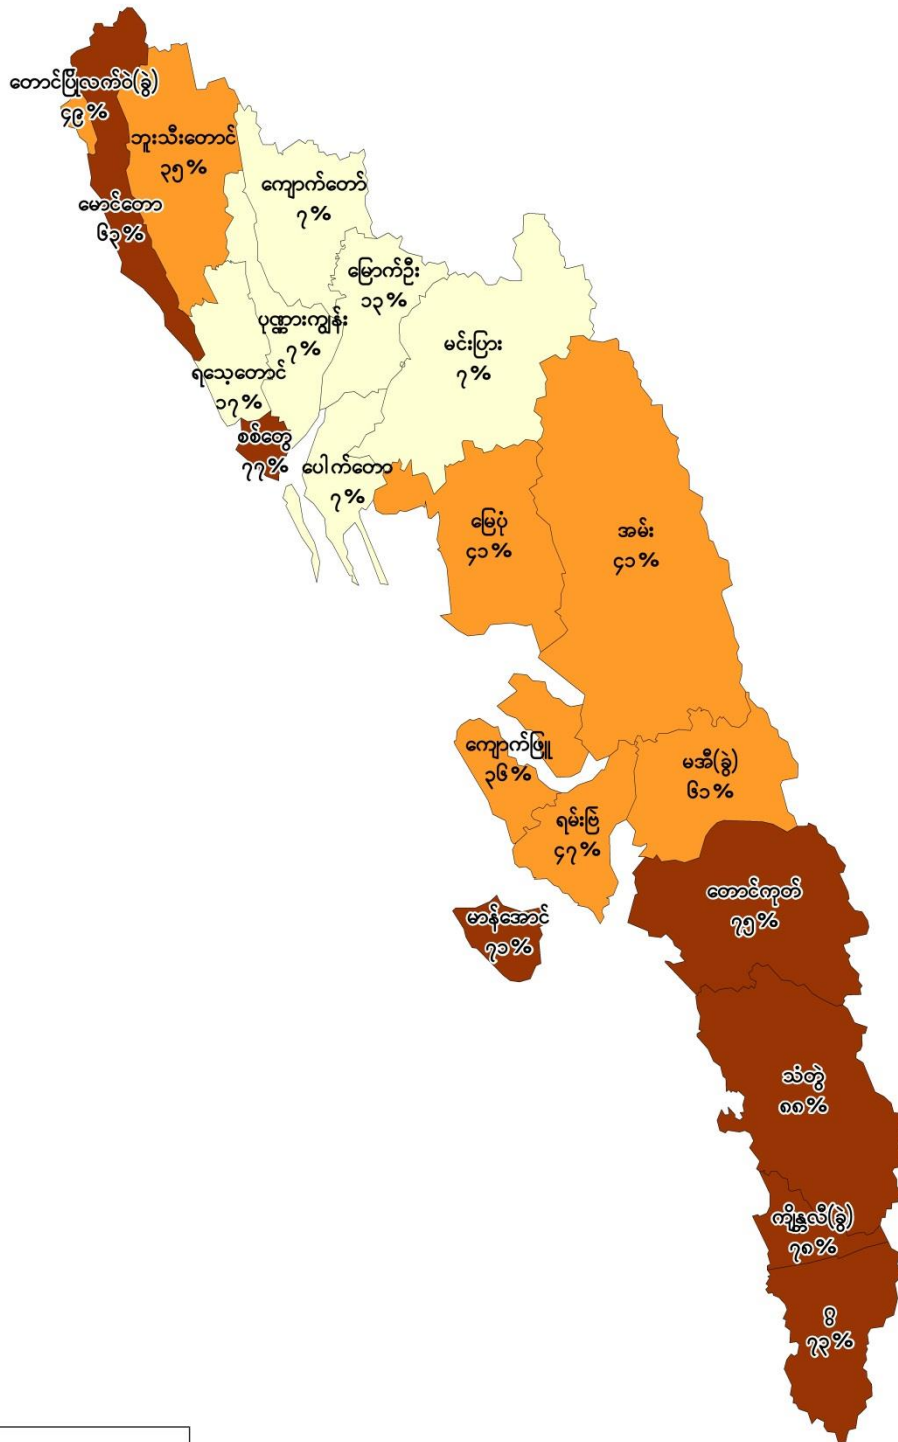 တောင်ပြိုလက်ဝဲ(ခွဲ)
၄၉%
ဘူးသီးတောင်
၃၅%
ကျောက်တော်
၇%
မောင်တော
၆၃%
မြောက်ဦး
၁၃%
ပုဏ္ဏားကျွန်း
၇%
မင်းပြား
၇%
ရသေ့တောင်
၁၇%
စစ်တွေ
၇၇%
ပေါက်တော
၇%
မြေပုံ
၄၁%
အမ်း
၄၁%
ကျောက်ဖြူ
၃၆%
မအီ(ခွဲ)
၆၁%
ရမ်းဗြဲ
၄၇%
တောင်ကုတ်
၇၅%
မာန်အောင်
၇၁%
သံတွဲ
၈၈%
ကျိန္တလီ(ခွဲ)
၇၈%
ဂွ
၇၃%